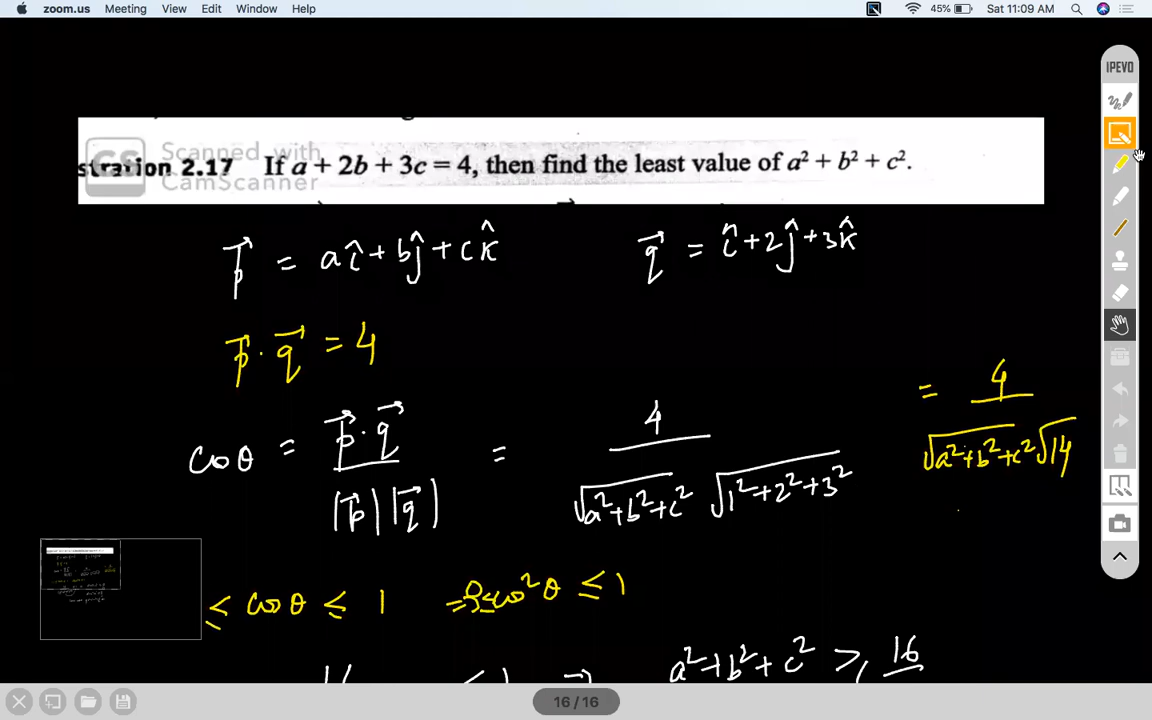 zoom.us Meeting View Edit Window Help 45% Sat 11:09 AM
IPEVO
Scanned with CamScanner
stration 2.17 If a + 2b + 3c = 4, then find the least value of a² + b² + c².
p⃗ = aî + bĵ + ck̂ q⃗ = î + 2ĵ + 3k̂
p⃗ · q⃗ = 4
cos θ = p⃗ · q⃗ / |p⃗| |q⃗| = 4 / √a²+b²+c² √1²+2²+3² = 4 / √a²+b²+c² √14
≤ cos θ ≤ 1 ⇒ 0 ≤ cos² θ ≤ 1
≤ 1 ⇒ a² + b² + c² ≥ 16
16 / 16